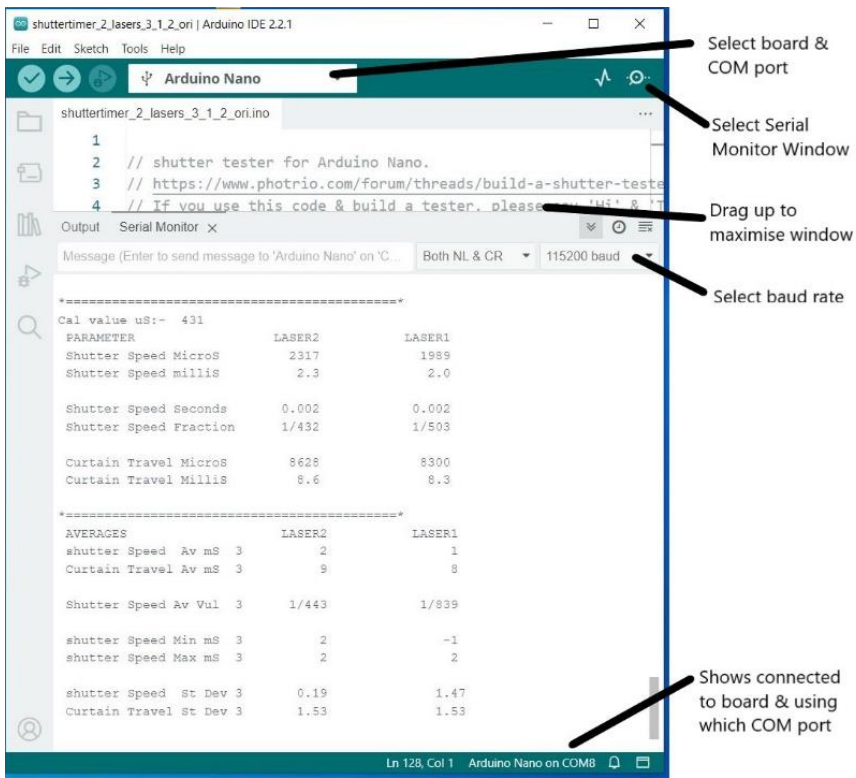 shuttertimer_2_lasers_3_1_2_ori | Arduino IDE 2.2.1
File Edit Sketch Tools Help
Arduino Nano
shuttertimer_2_lasers_3_1_2_ori.ino
1
2 // shutter tester for Arduino Nano.
3 // https://www.photrio.com/forum/threads/build-a-shutter-teste
4 // If you use this code & build a tester, please say 'Hi' & 'T
Output Serial Monitor x
Message (Enter to send message to 'Arduino Nano' on 'C... Both NL & CR 115200 baud
*==========================================*
Cal value uS:- 431
PARAMETER LASER2 LASER1
Shutter Speed MicroS 2317 1989
Shutter Speed milliS 2.3 2.0
Shutter Speed Seconds 0.002 0.002
Shutter Speed Fraction 1/432 1/503
Curtain Travel MicroS 8628 8300
Curtain Travel MilliS 8.6 8.3
*==========================================*
AVERAGES LASER2 LASER1
shutter Speed Av mS 3 2 1
Curtain Travel Av mS 3 9 8
Shutter Speed Av Vul 3 1/443 1/839
shutter Speed Min mS 3 2 -1
shutter Speed Max mS 3 2 2
shutter Speed St Dev 3 0.19 1.47
Curtain Travel St Dev 3 1.53 1.53
Ln 128, Col 1 Arduino Nano on COM8
Select board &
COM port
Select Serial
Monitor Window
Drag up to
maximise window
Select baud rate
Shows connected
to board & using
which COM port